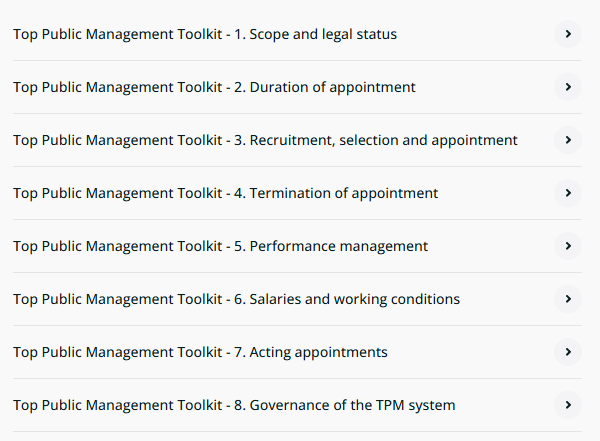 Top Public Management Toolkit - 1. Scope and legal status
Top Public Management Toolkit - 2. Duration of appointment
Top Public Management Toolkit - 3. Recruitment, selection and appointment
Top Public Management Toolkit - 4. Termination of appointment
Top Public Management Toolkit - 5. Performance management
Top Public Management Toolkit - 6. Salaries and working conditions
Top Public Management Toolkit - 7. Acting appointments
Top Public Management Toolkit - 8. Governance of the TPM system